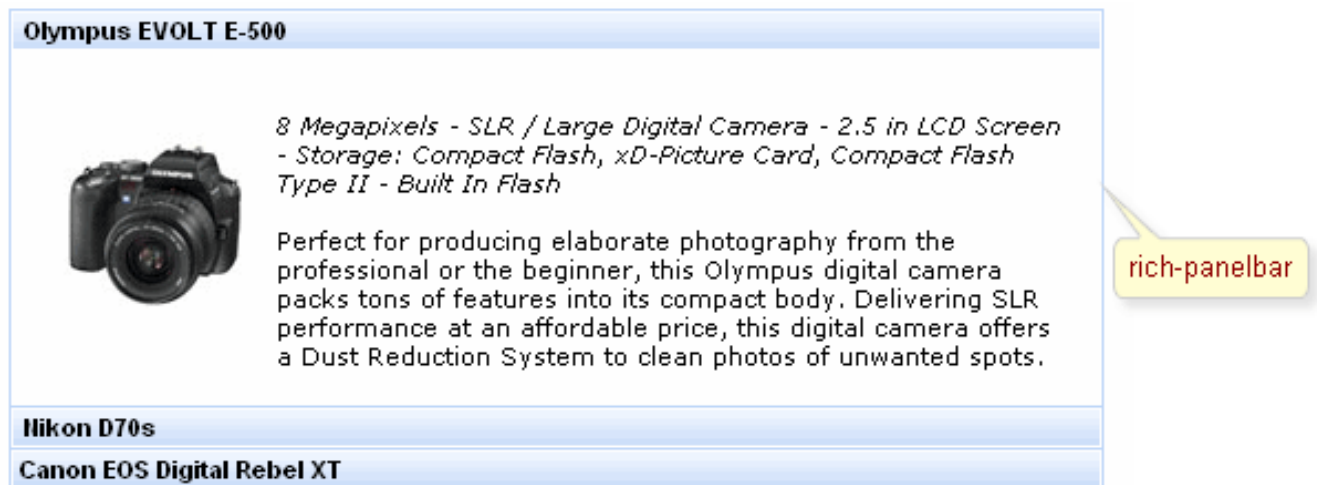 Olympus EVOLT E-500
8 Megapixels - SLR / Large Digital Camera - 2.5 in LCD Screen
- Storage: Compact Flash, xD-Picture Card, Compact Flash
Type II - Built In Flash
OLYMPUS
Perfect for producing elaborate photography from the
professional or the beginner, this Olympus digital camera
packs tons of features into its compact body. Delivering SLR
performance at an affordable price, this digital camera offers
a Dust Reduction System to clean photos of unwanted spots.
rich-panelbar
Nikon D70s
Canon EOS Digital Rebel XT